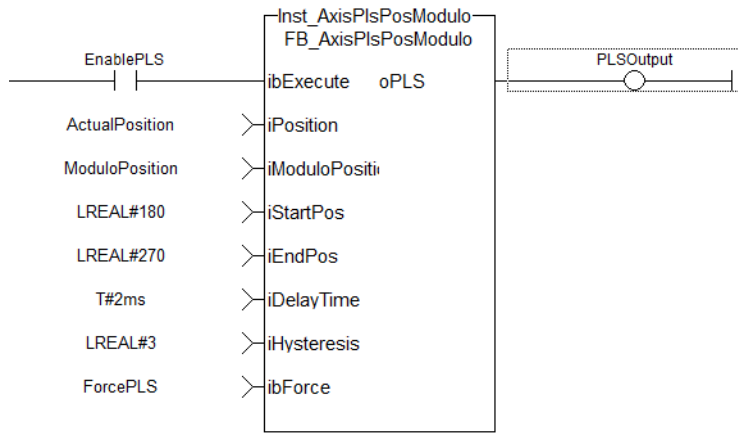 Inst_AxisPlsPosModulo
FB_AxisPlsPosModulo
EnablePLS
PLSOutput
ibExecute oPLS
ActualPosition iPosition
ModuloPosition iModuloPositi
LREAL#180 iStartPos
LREAL#270 iEndPos
T#2ms iDelayTime
LREAL#3 iHysteresis
ForcePLS ibForce